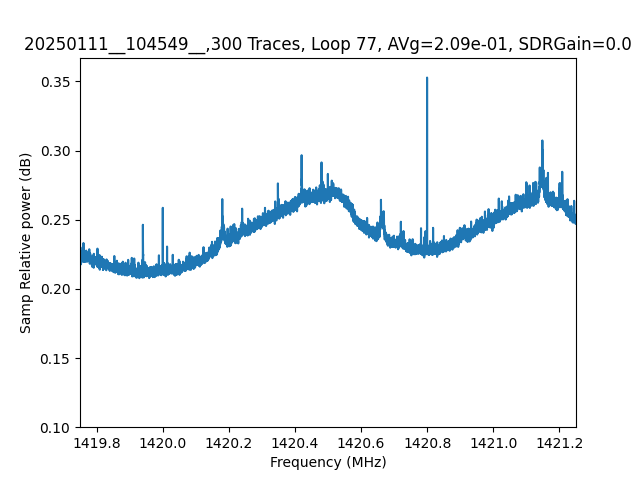 20250111__104549__,300 Traces, Loop 77, AVg=2.09e-01, SDRGain=0.0
0.35
0.30
0.25
0.20
0.15
0.10
Samp Relative power (dB)
1419.8 1420.0 1420.2 1420.4 1420.6 1420.8 1421.0 1421.2
Frequency (MHz)